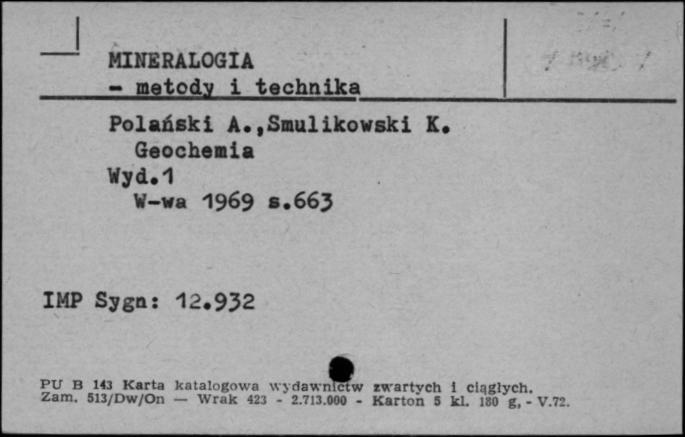 MINERALOGIA
- metody i technika
Polański A.,Smulikowski K.
Geochemia
Wyd.1
W-wa 1969 s.663
IMP Sygn: 12.932
PU B 143 Karta katalogowa wydawnictw zwartych i ciągłych.
Zam. 513/Dw/On — Wrak 423 - 2.713.000 - Karton 5 kl. 180 g, - V.72.